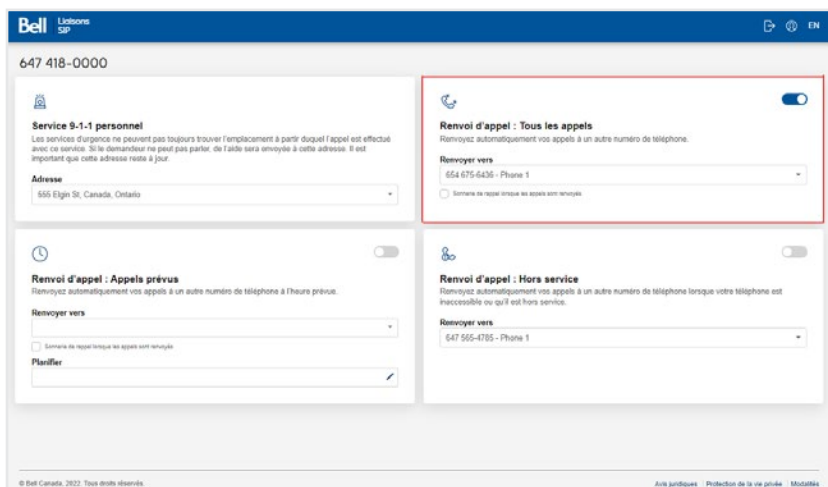 Bell Liaisons SIP
EN
647 418-0000
Service 9-1-1 personnel
Les services d'urgence ne peuvent pas toujours trouver l'emplacement à partir duquel l'appel est effectué
avec ce service. Si le demandeur ne peut pas parler, de l'aide sera envoyée à cette adresse. Il est
important que cette adresse reste à jour.
Adresse
555 Elgin St, Canada, Ontario
Renvoi d'appel : Tous les appels
Renvoyez automatiquement vos appels à un autre numéro de téléphone.
Renvoyer vers
654 675-6436 - Phone 1
Sonnerie de rappel lorsque les appels sont renvoyés
Renvoi d'appel : Appels prévus
Renvoyez automatiquement vos appels à un autre numéro de téléphone à l'heure prévue.
Renvoyer vers
Sonnerie de rappel lorsque les appels sont renvoyés
Planifier
Renvoi d'appel : Hors service
Renvoyez automatiquement vos appels à un autre numéro de téléphone lorsque votre téléphone est
inaccessible ou qu'il est hors service.
Renvoyer vers
647 565-4785 - Phone 1
© Bell Canada, 2022. Tous droits réservés.
Avis juridiques Protection de la vie privée Modalités